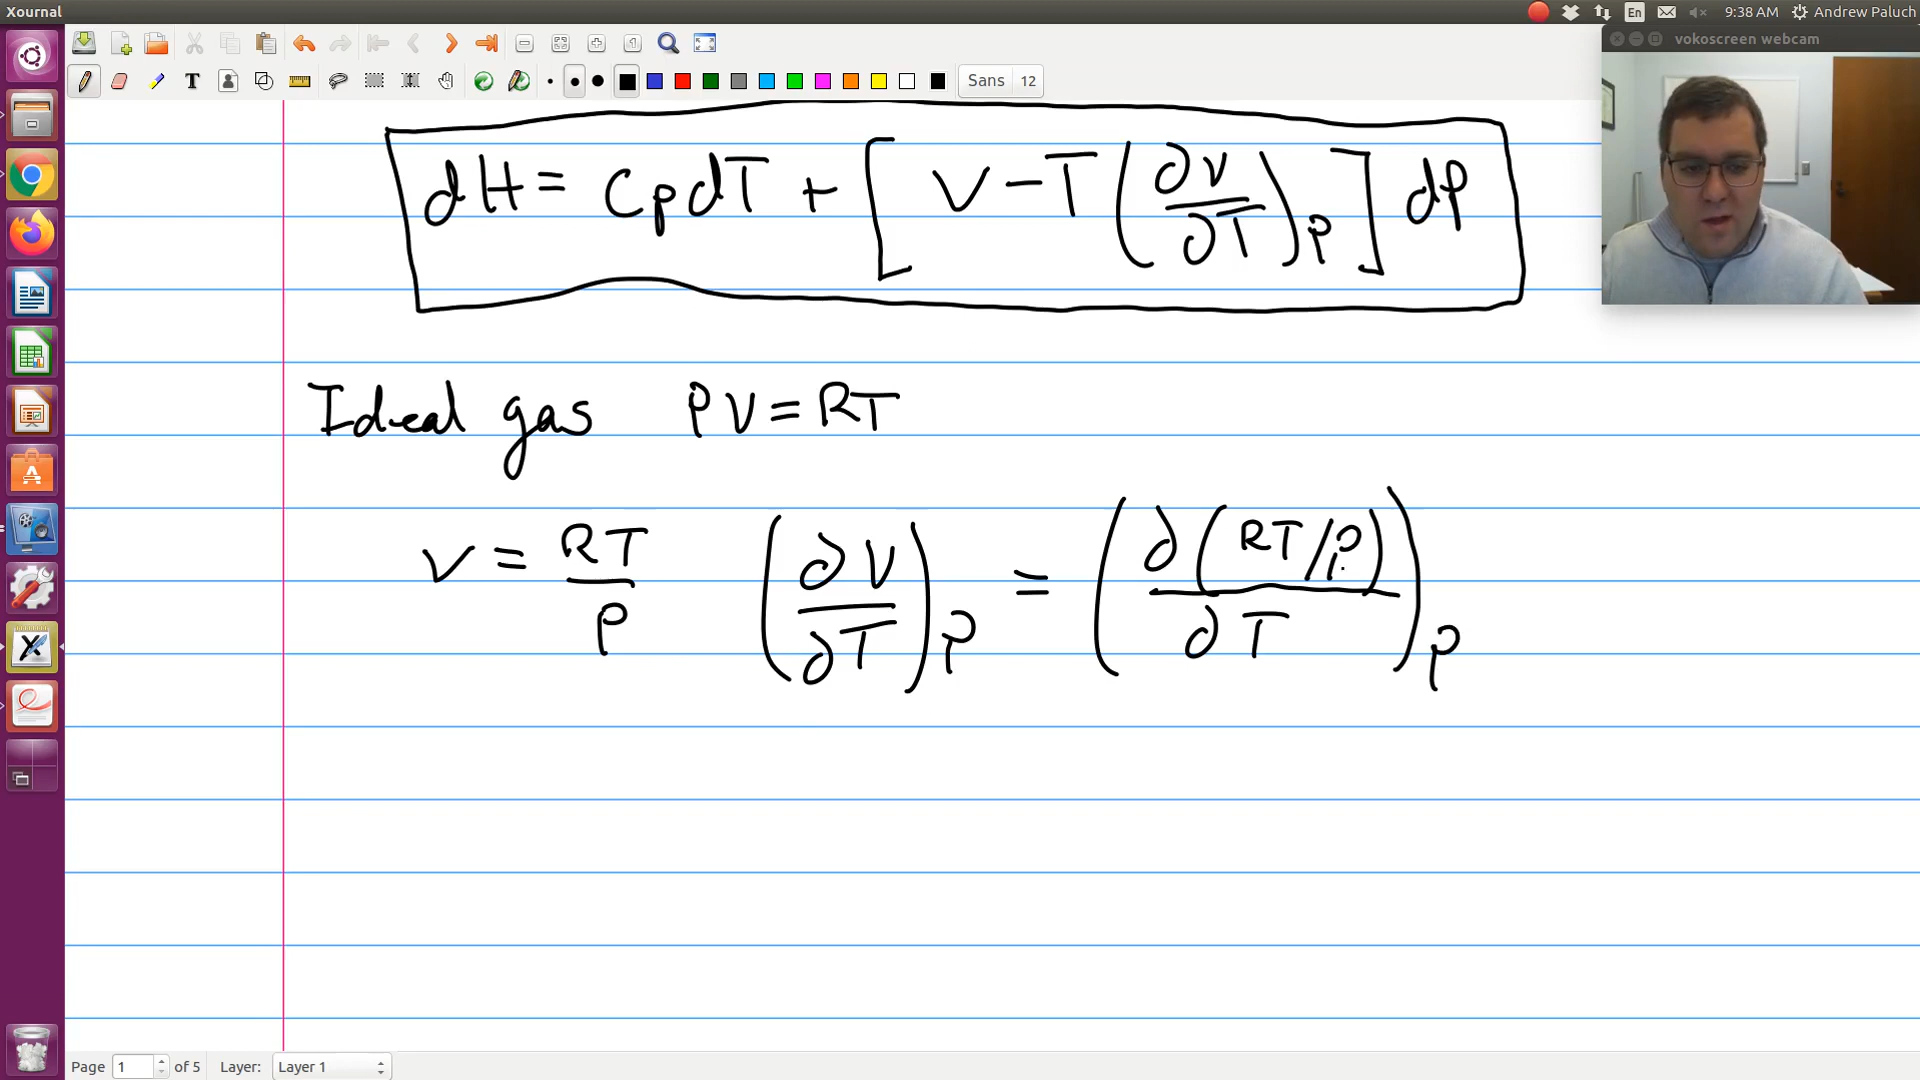 Xournal
En
9:38 AM
Andrew Paluch
vokoscreen webcam
Sans 12
dH = CpdT + [ V - T (∂V/∂T)P ] dP
Ideal gas PV = RT
V = RT/P (∂V/∂T)P = (∂(RT/P)/∂T)P
Page 1 of 5 Layer: Layer 1